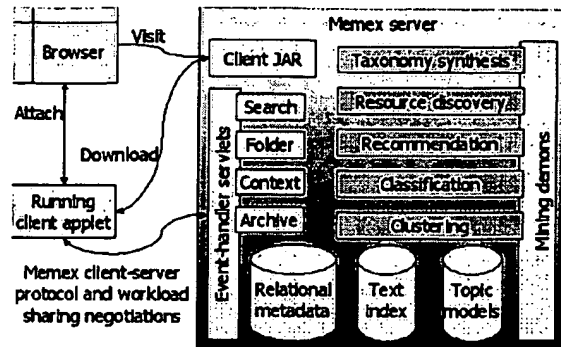 Memex server
Browser
Visit
Client JAR
Taxonomy synthesis
Attach
Search
Resource discovery
Download
Folder
Recommendation
Running
client applet
Context
Classification
Archive
Clustering
Event-handler servlets
Mining demons
Memex client-server
protocol and workload
sharing negotiations
Relational
metadata
Text
index
Topic
models